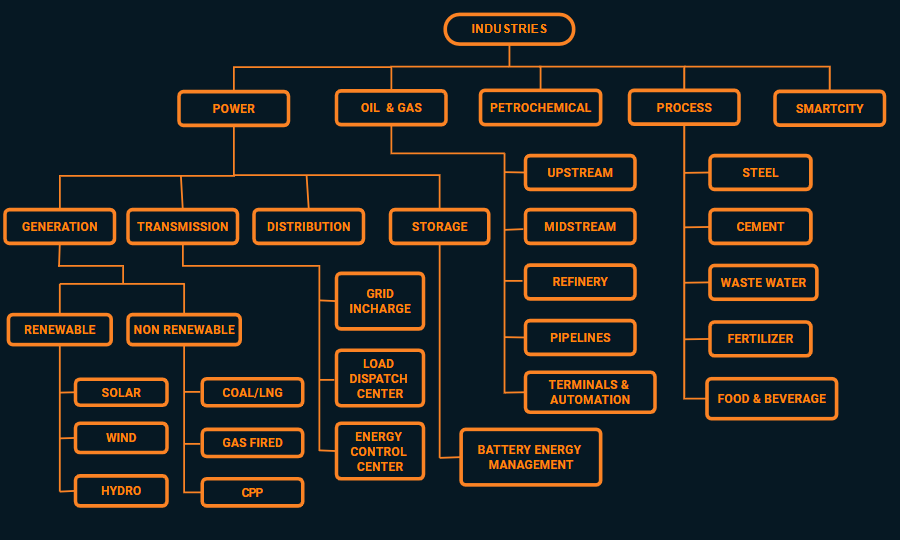 INDUSTRIES
POWER
OIL & GAS
PETROCHEMICAL
PROCESS
SMARTCITY
UPSTREAM
STEEL
GENERATION
TRANSMISSION
DISTRIBUTION
STORAGE
MIDSTREAM
CEMENT
REFINERY
WASTE WATER
GRID
INCHARGE
RENEWABLE
NON RENEWABLE
PIPELINES
FERTILIZER
LOAD
DISPATCH
CENTER
TERMINALS &
AUTOMATION
FOOD & BEVERAGE
SOLAR
COAL/LNG
WIND
GAS FIRED
ENERGY
CONTROL
CENTER
BATTERY ENERGY
MANAGEMENT
HYDRO
CPP